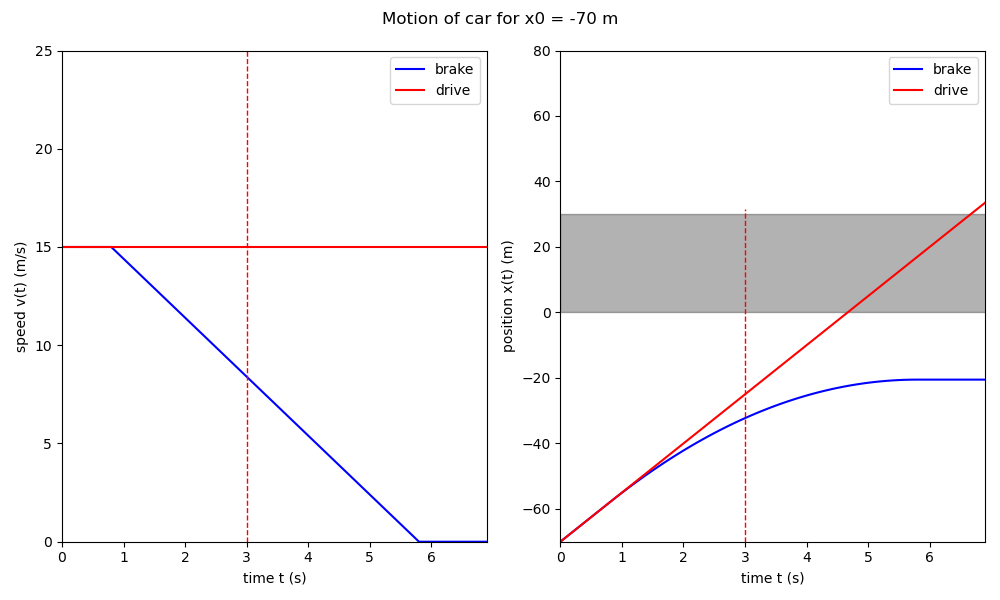 Motion of car for x0 = -70 m
25
20
15
10
5
0
0 1 2 3 4 5 6
speed v(t) (m/s)
time t (s)
brake
drive
80
60
40
20
0
−20
−40
−60
0 1 2 3 4 5 6
position x(t) (m)
time t (s)
brake
drive